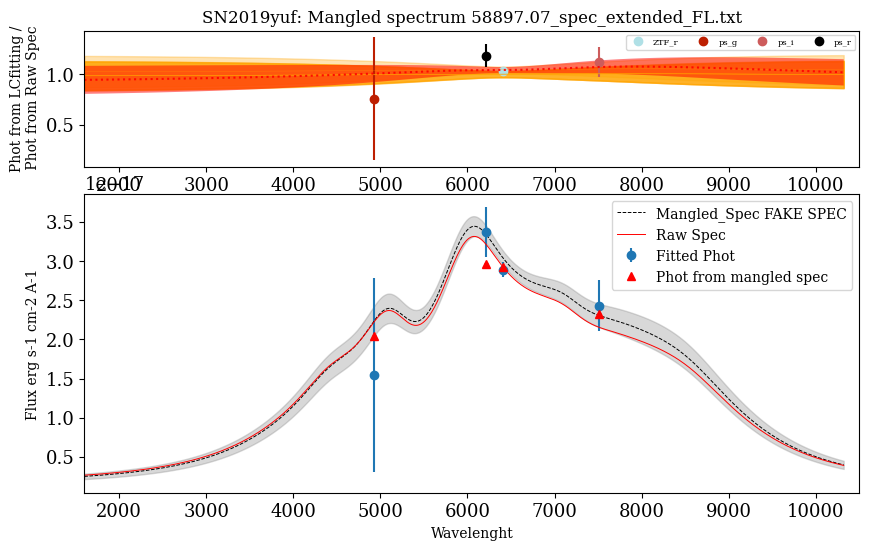 SN2019yuf: Mangled spectrum 58897.07_spec_extended_FL.txt
Phot from LCfitting /
Phot from Raw Spec
1.0
0.5
ZTF_r ps_g ps_i ps_r
2000 3000 4000 5000 6000 7000 8000 9000 10000
1e−17
Flux erg s-1 cm-2 A-1
3.5
3.0
2.5
2.0
1.5
1.0
0.5
Mangled_Spec FAKE SPEC
Raw Spec
Fitted Phot
Phot from mangled spec
2000 3000 4000 5000 6000 7000 8000 9000 10000
Wavelenght